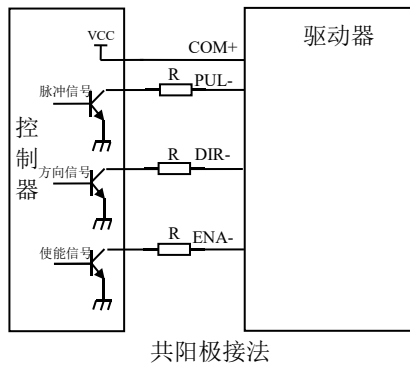 VCC
COM+
驱动器
脉冲信号
R
PUL-
控制器
方向信号
R
DIR-
使能信号
R
ENA-
共阳极接法